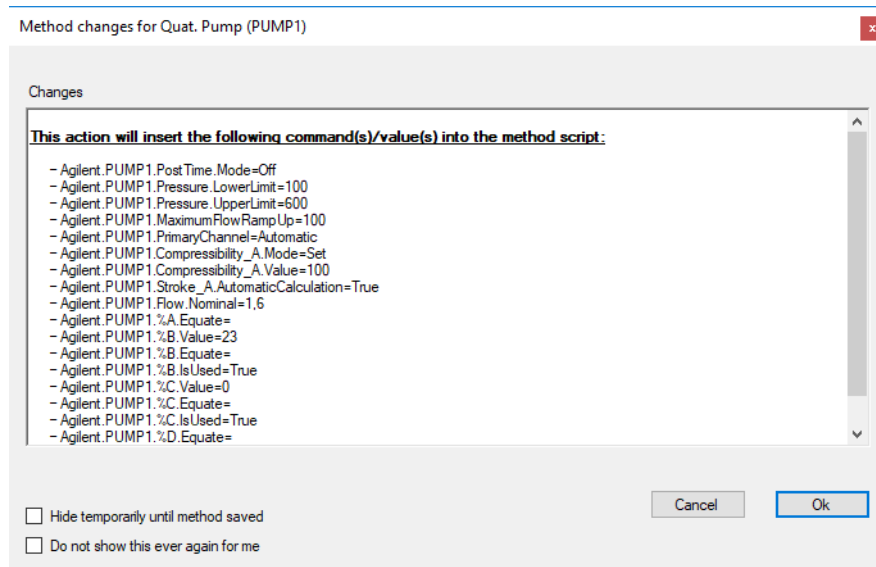 Method changes for Quat. Pump (PUMP1)
x
Changes
This action will insert the following command(s)/value(s) into the method script:
- Agilent.PUMP1.PostTime.Mode=Off
- Agilent.PUMP1.Pressure.LowerLimit=100
- Agilent.PUMP1.Pressure.UpperLimit=600
- Agilent.PUMP1.MaximumFlowRampUp=100
- Agilent.PUMP1.PrimaryChannel=Automatic
- Agilent.PUMP1.Compressibility_A.Mode=Set
- Agilent.PUMP1.Compressibility_A.Value=100
- Agilent.PUMP1.Stroke_A.AutomaticCalculation=True
- Agilent.PUMP1.Flow.Nominal=1,6
- Agilent.PUMP1.%A.Equate=
- Agilent.PUMP1.%B.Value=23
- Agilent.PUMP1.%B.Equate=
- Agilent.PUMP1.%B.IsUsed=True
- Agilent.PUMP1.%C.Value=0
- Agilent.PUMP1.%C.Equate=
- Agilent.PUMP1.%C.IsUsed=True
- Agilent.PUMP1.%D.Equate=
Cancel
Ok
Hide temporarily until method saved
Do not show this ever again for me